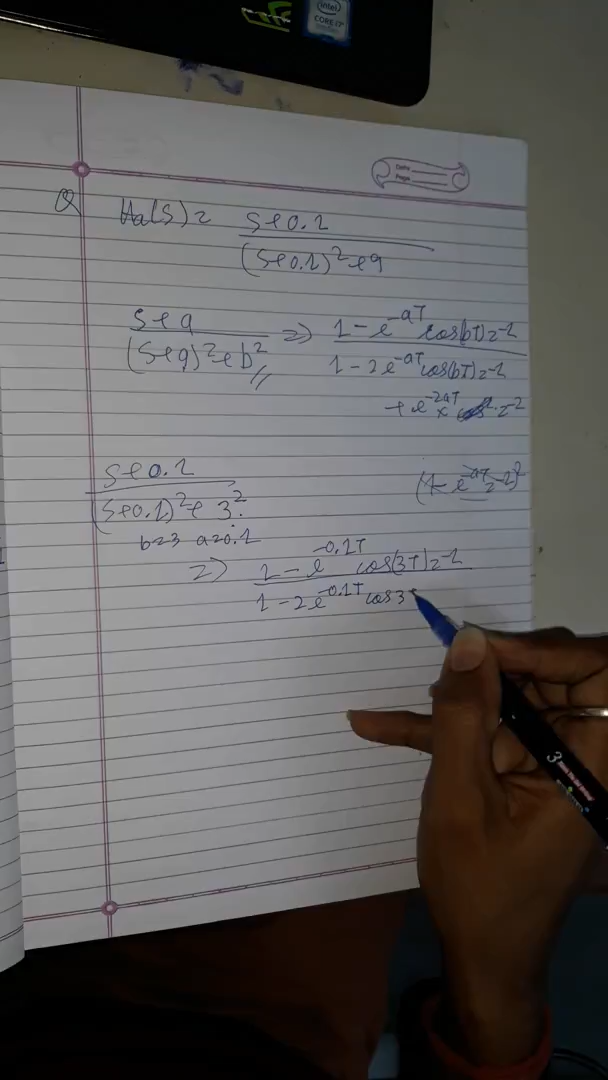 intel
CORE i7
Date
Page
Q Ha(s) = s+0.1
(s+0.1)²+9
s+a
(s+a)²+b² => 1-e^-aT cos(bT)z^-1
1-2e^-aT cos(bT)z^-1
+e^-2aT z^-2
s+0.1
(s+0.1)²+3²
(1-e^-aT z^-1)²
b=3 a=0.1
=> 1-e^-0.1T cos(3T)z^-1
1-2e^-0.1T cos3
3